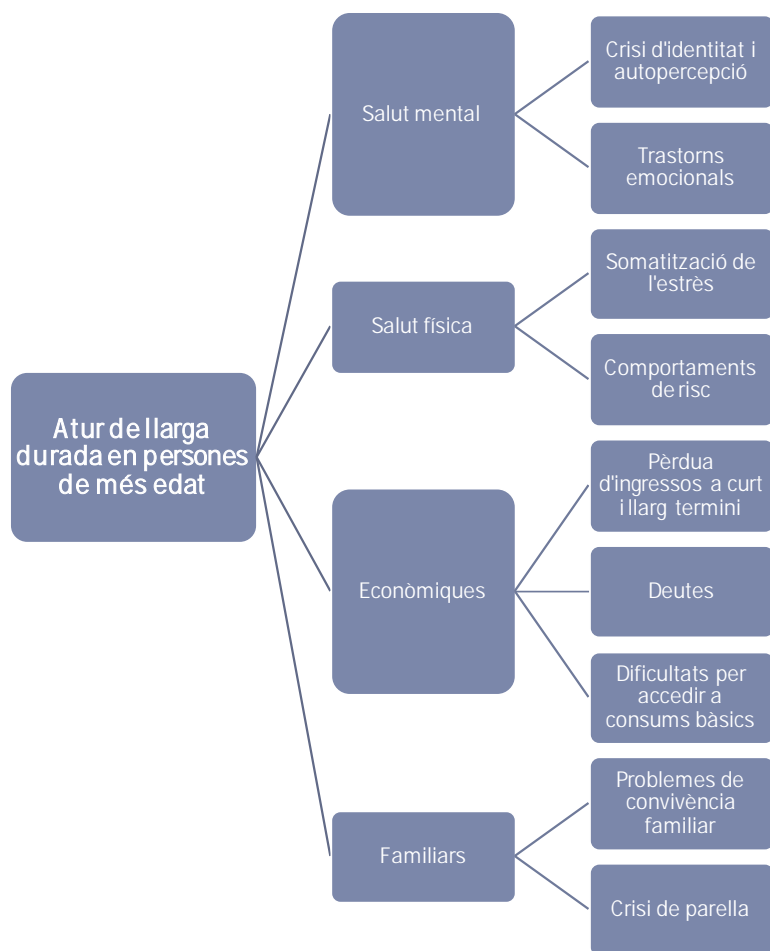 Atur de llarga
durada en persones
de més edat
Salut mental
Crisi d'identitat i
autopercepció
Trastorns
emocionals
Salut física
Somatització de
l'estrès
Comportaments
de risc
Econòmiques
Pèrdua
d'ingressos a curt
i llarg termini
Deutes
Dificultats per
accedir a
consums bàsics
Familiars
Problemes de
convivència
familiar
Crisi de parella